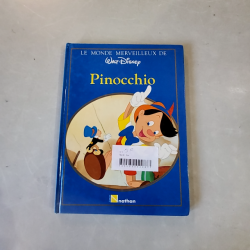 LE MONDE MERVEILLEUX DE
Walt Disney
Pinocchio
nathan